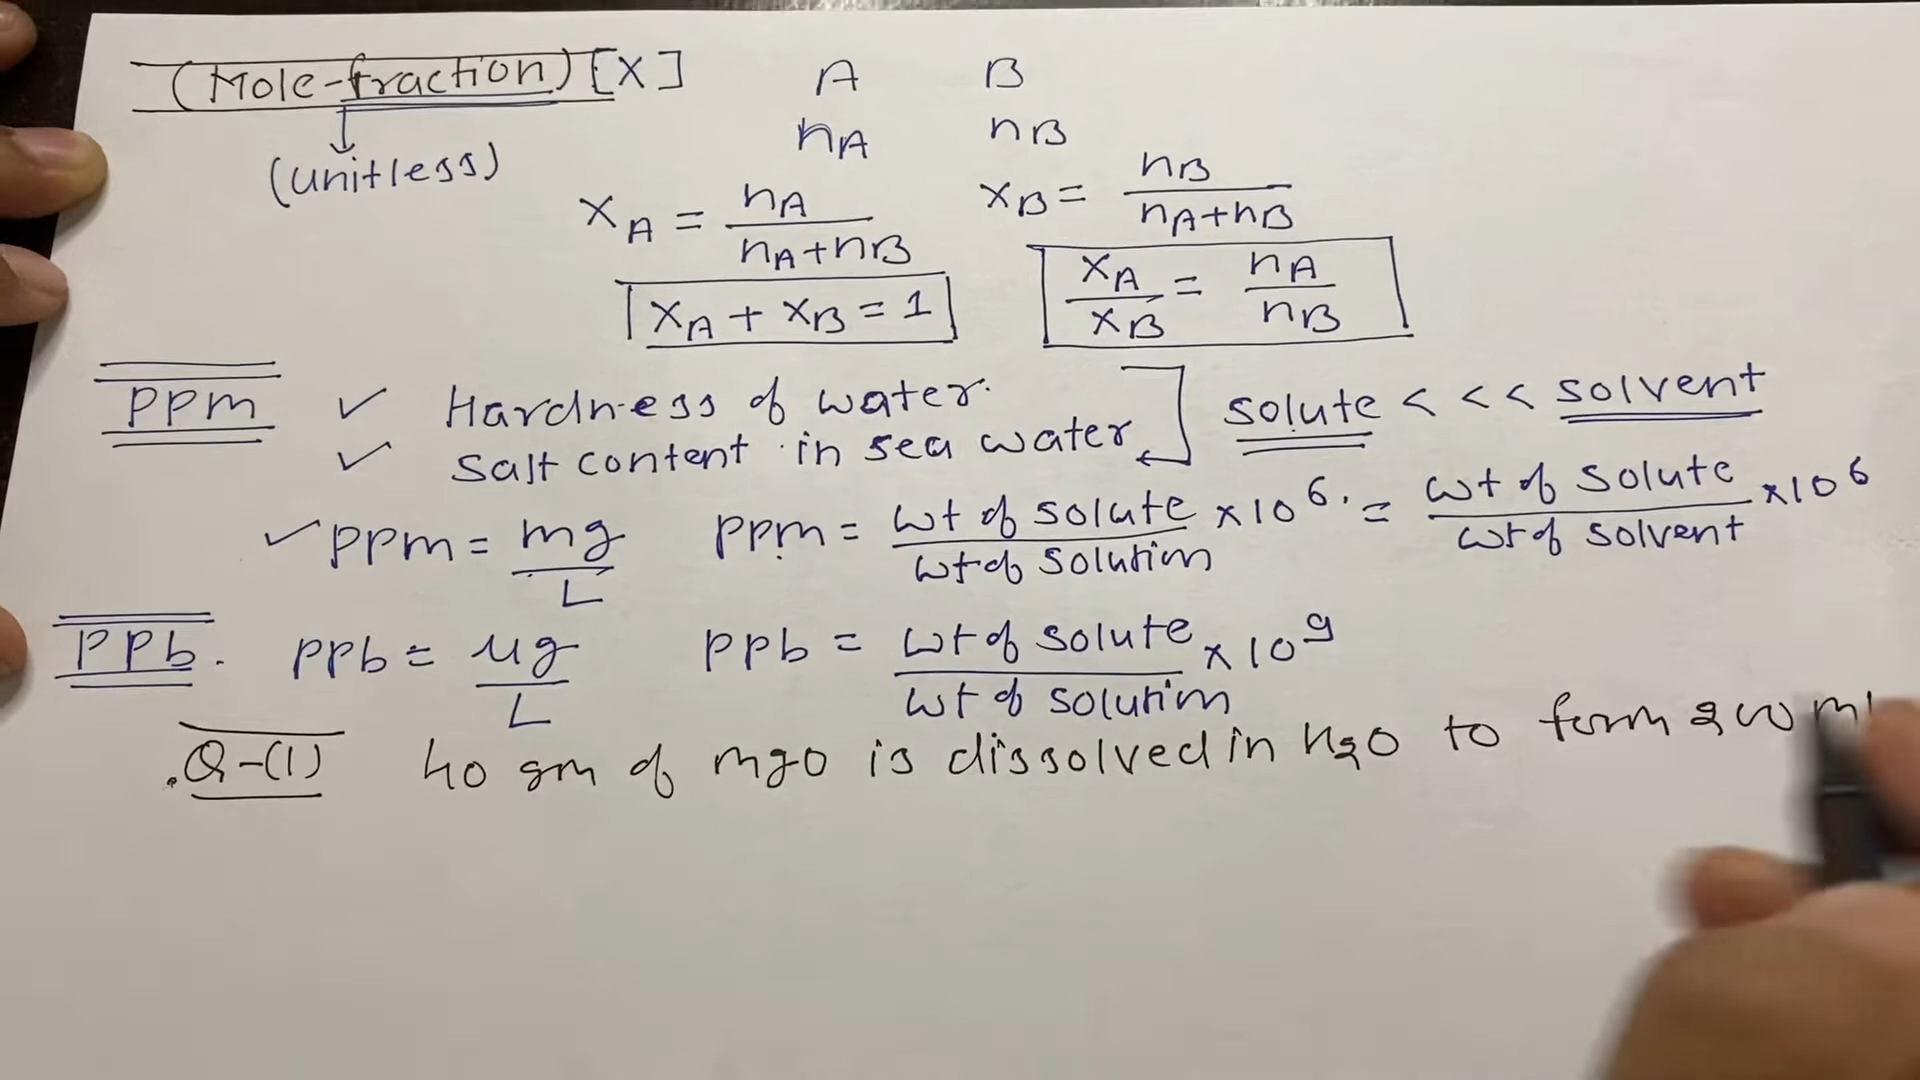 (Mole-fraction) [X] A B
(unitless) nA nB
xA = nA / nA+nB xB = nB / nA+nB
xA + xB = 1 xA / xB = nA / nB
PPm ✓ Hardness of water.
✓ Salt content in sea water solute < << solvent
✓ PPm = mg / L PPm = wt of solute / wt of solution ×10⁶ = wt of solute / wt of solvent ×10⁶
PPb. PPb = μg / L PPb = wt of solute / wt of solution ×10⁹
Q-(1) 40 gm of mgo is dissolved in H2O to form 200 ml